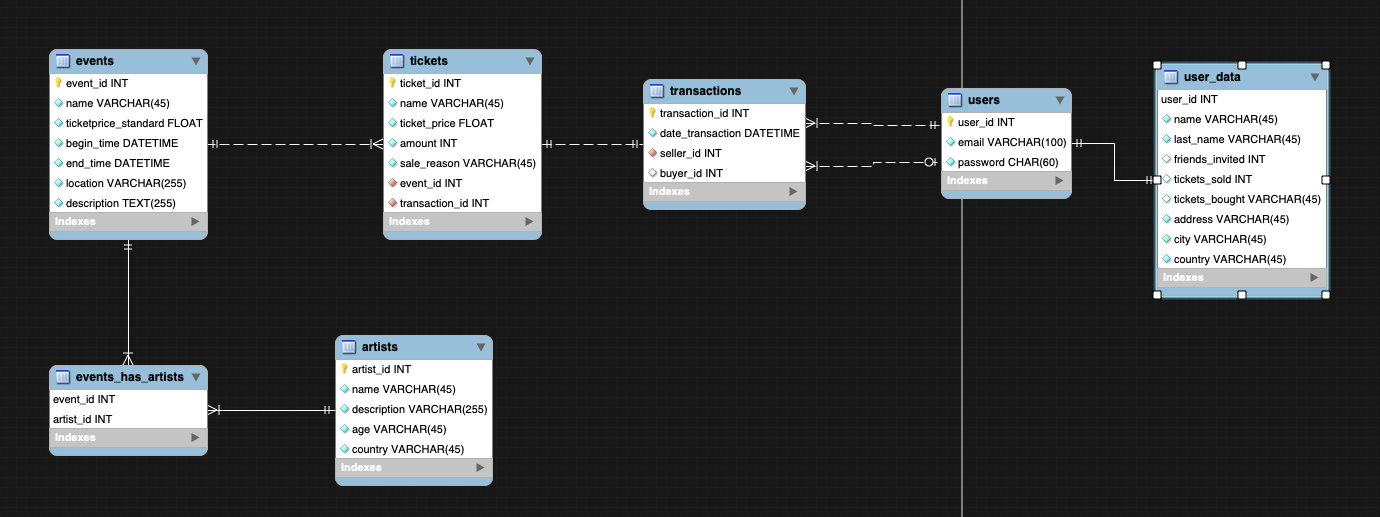 events
event_id INT
name VARCHAR(45)
ticketprice_standard FLOAT
begin_time DATETIME
end_time DATETIME
location VARCHAR(255)
description TEXT(255)
Indexes
tickets
ticket_id INT
name VARCHAR(45)
ticket_price FLOAT
amount INT
sale_reason VARCHAR(45)
event_id INT
transaction_id INT
Indexes
transactions
transaction_id INT
date_transaction DATETIME
seller_id INT
buyer_id INT
Indexes
users
user_id INT
email VARCHAR(100)
password CHAR(60)
Indexes
user_data
user_id INT
name VARCHAR(45)
last_name VARCHAR(45)
friends_invited INT
tickets_sold INT
tickets_bought VARCHAR(45)
address VARCHAR(45)
city VARCHAR(45)
country VARCHAR(45)
Indexes
events_has_artists
event_id INT
artist_id INT
Indexes
artists
artist_id INT
name VARCHAR(45)
description VARCHAR(255)
age VARCHAR(45)
country VARCHAR(45)
Indexes